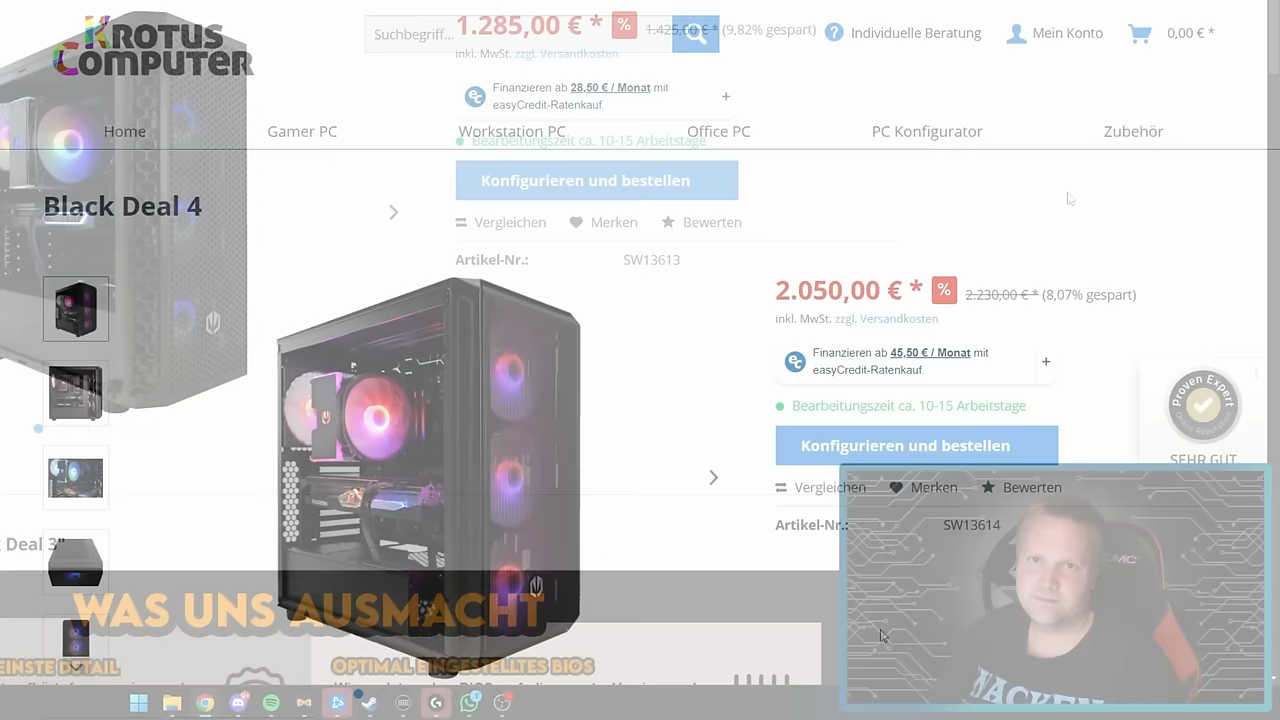 KROTUS
COMPUTER
Suchbegriff...
1.285,00 € * % 1.425,00 € * (9,82% gespart)
inkl. MwSt. zzgl. Versandkosten
? Individuelle Beratung
Mein Konto
0,00 € *
Finanzieren ab 28,50 € / Monat mit
easyCredit-Ratenkauf +
Home
Gamer PC
Workstation PC
Office PC
PC Konfigurator
Zubehör
Bearbeitungszeit ca. 10-15 Arbeitstage
Konfigurieren und bestellen
Black Deal 4
Vergleichen
Merken
Bewerten
Artikel-Nr.: SW13613
2.050,00 € * % 2.230,00 € * (8,07% gespart)
inkl. MwSt. zzgl. Versandkosten
Finanzieren ab 45,50 € / Monat mit
easyCredit-Ratenkauf +
Bearbeitungszeit ca. 10-15 Arbeitstage
Konfigurieren und bestellen
Proven Expert
SEHR GUT
Vergleichen
Merken
Bewerten
Artikel-Nr.: SW13614
Deal 3"
WAS UNS AUSMACHT
EINSTE DETAIL
OPTIMAL EINGESTELLTES BIOS
WACKEN